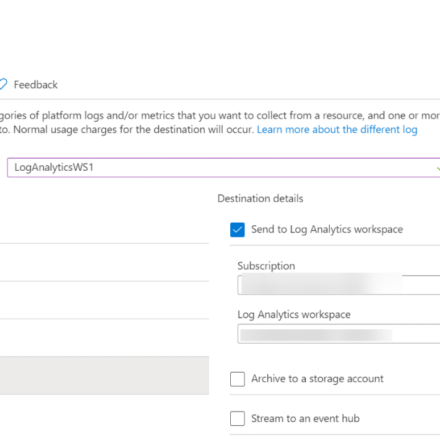 Feedback
gories of platform logs and/or metrics that you want to collect from a resource, and one or mor
to. Normal usage charges for the destination will occur. Learn more about the different log
LogAnalyticsWS1
Destination details
Send to Log Analytics workspace
Subscription
Log Analytics workspace
Archive to a storage account
Stream to an event hub